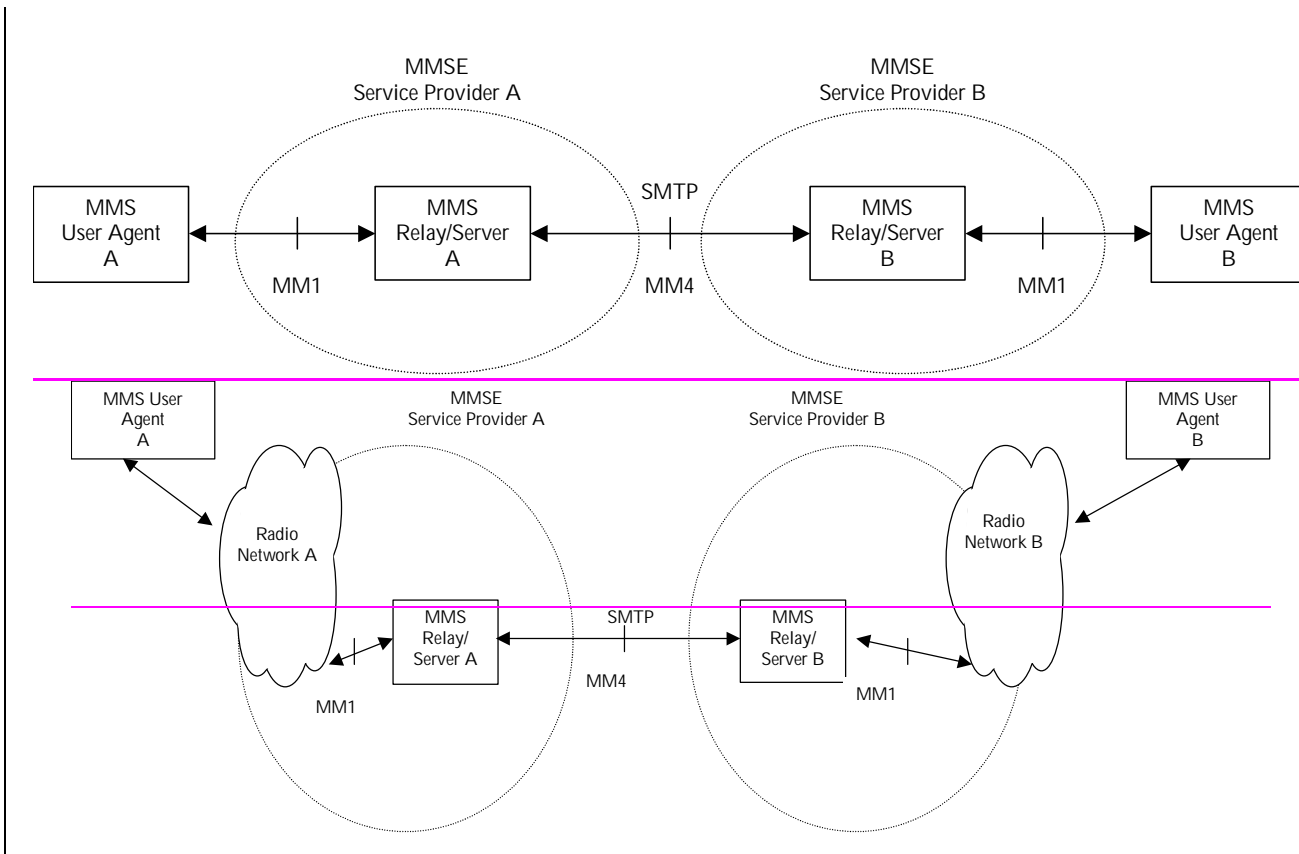 MMSE
Service Provider A
MMSE
Service Provider B
MMS
User Agent
A
MM1
MMS
Relay/Server
A
SMTP
MM4
MMS
Relay/Server
B
MM1
MMS
User Agent
B
MMS User
Agent
A
MMSE
Service Provider A
MMSE
Service Provider B
MMS User
Agent
B
Radio
Network A
Radio
Network B
MM1
MMS
Relay/
Server A
SMTP
MM4
MMS
Relay/
Server B
MM1